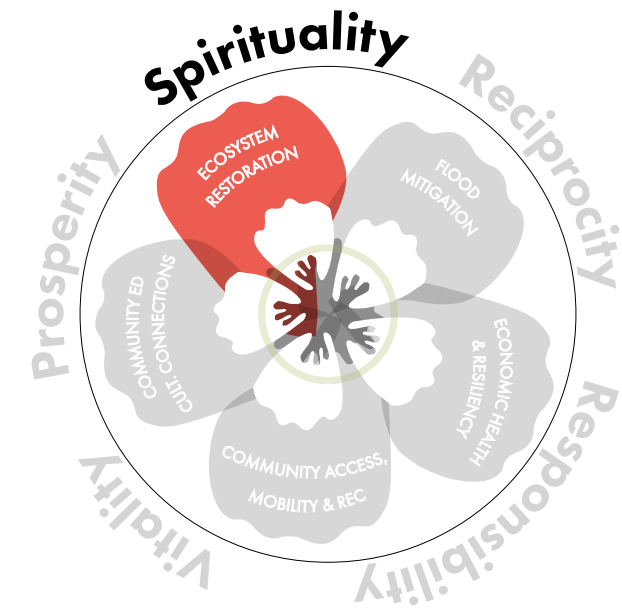 Spirituality
Reciprocity
Responsibility
Vitality
Prosperity
ECOSYSTEM
RESTORATION
FLOOD
MITIGATION
ECONOMIC HEALTH
& RESILIENCY
COMMUNITY ACCESS,
MOBILITY & REC
COMMUNITY ED
CULT. CONNECTIONS